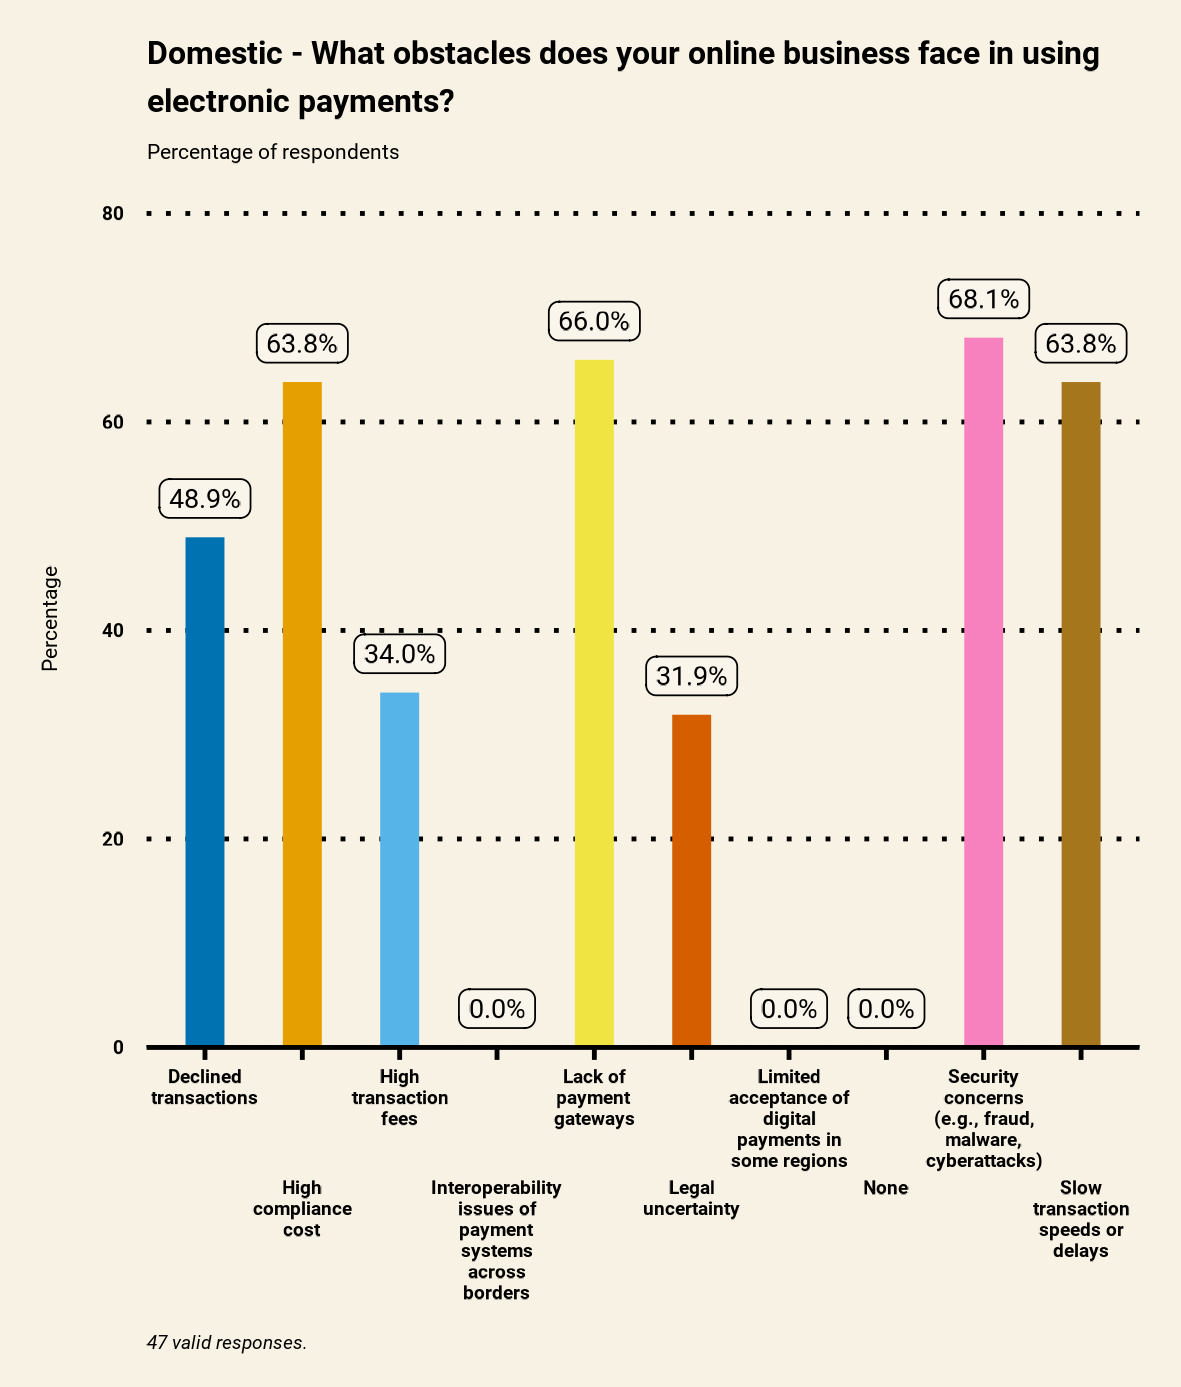 Domestic - What obstacles does your online business face in using
electronic payments?
Percentage of respondents
Percentage
80
60
40
20
0
48.9%
63.8%
34.0%
0.0%
66.0%
31.9%
0.0%
0.0%
68.1%
63.8%
Declined
transactions
High
compliance
cost
High
transaction
fees
Interoperability
issues of
payment
systems
across
borders
Lack of
payment
gateways
Legal
uncertainty
Limited
acceptance of
digital
payments in
some regions
None
Security
concerns
(e.g., fraud,
malware,
cyberattacks)
Slow
transaction
speeds or
delays
47 valid responses.